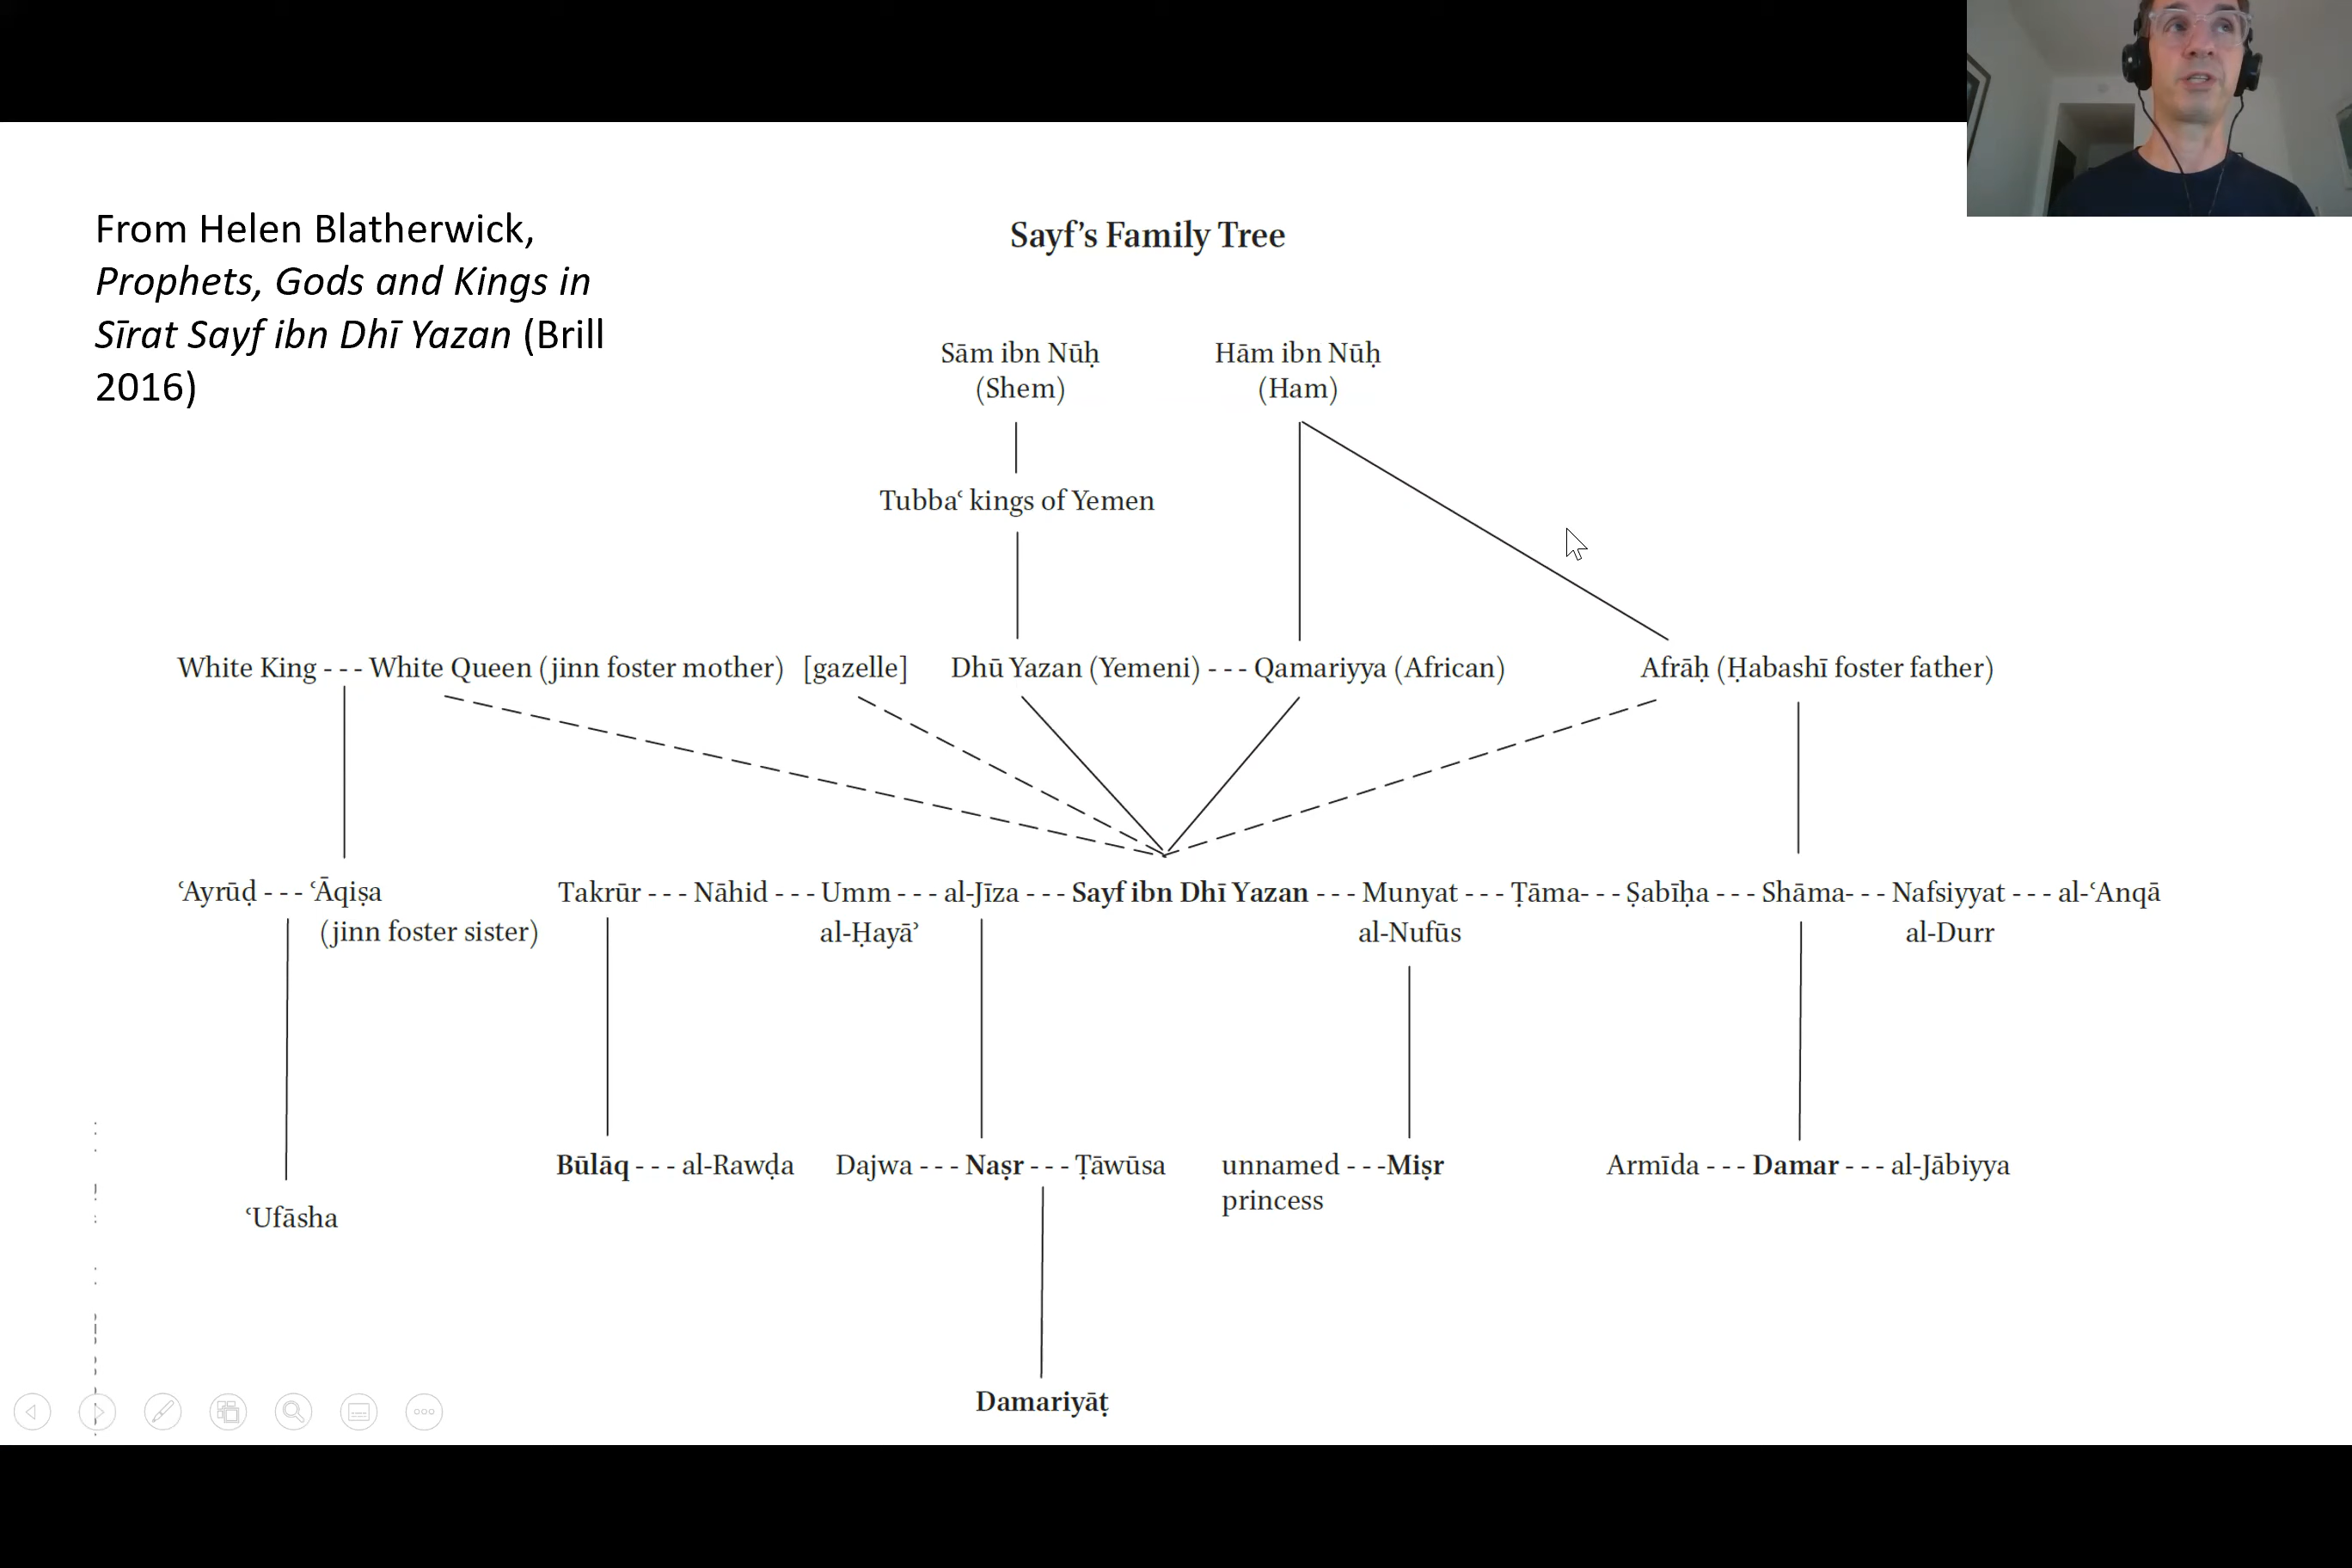 From Helen Blatherwick,
Prophets, Gods and Kings in
Sīrat Sayf ibn Dhī Yazan (Brill
2016)
Sayf’s Family Tree
Sām ibn Nūḥ
(Shem)
Hām ibn Nūḥ
(Ham)
Tubbaʿ kings of Yemen
White King - - - White Queen (jinn foster mother) [gazelle] Dhū Yazan (Yemeni) - - - Qamariyya (African) Afrāḥ (Ḥabashī foster father)
ʿAyrūḍ - - - ʿĀqiṣa
(jinn foster sister)
Takrūr - - - Nāhid - - - Umm - - - al-Jīza - - - Sayf ibn Dhī Yazan - - - Munyat - - - Ṭāma- - - Ṣabīḥa - - - Shāma- - - Nafsiyyat - - - al-ʿAnqā
al-Ḥayāʾ al-Nufūs al-Durr
Būlāq - - - al-Rawḍa Dajwa - - - Naṣr - - - Ṭāwūsa unnamed - - -Miṣr Armīda - - - Damar - - - al-Jābiyya
princess
ʿUfāsha
Damariyāṭ